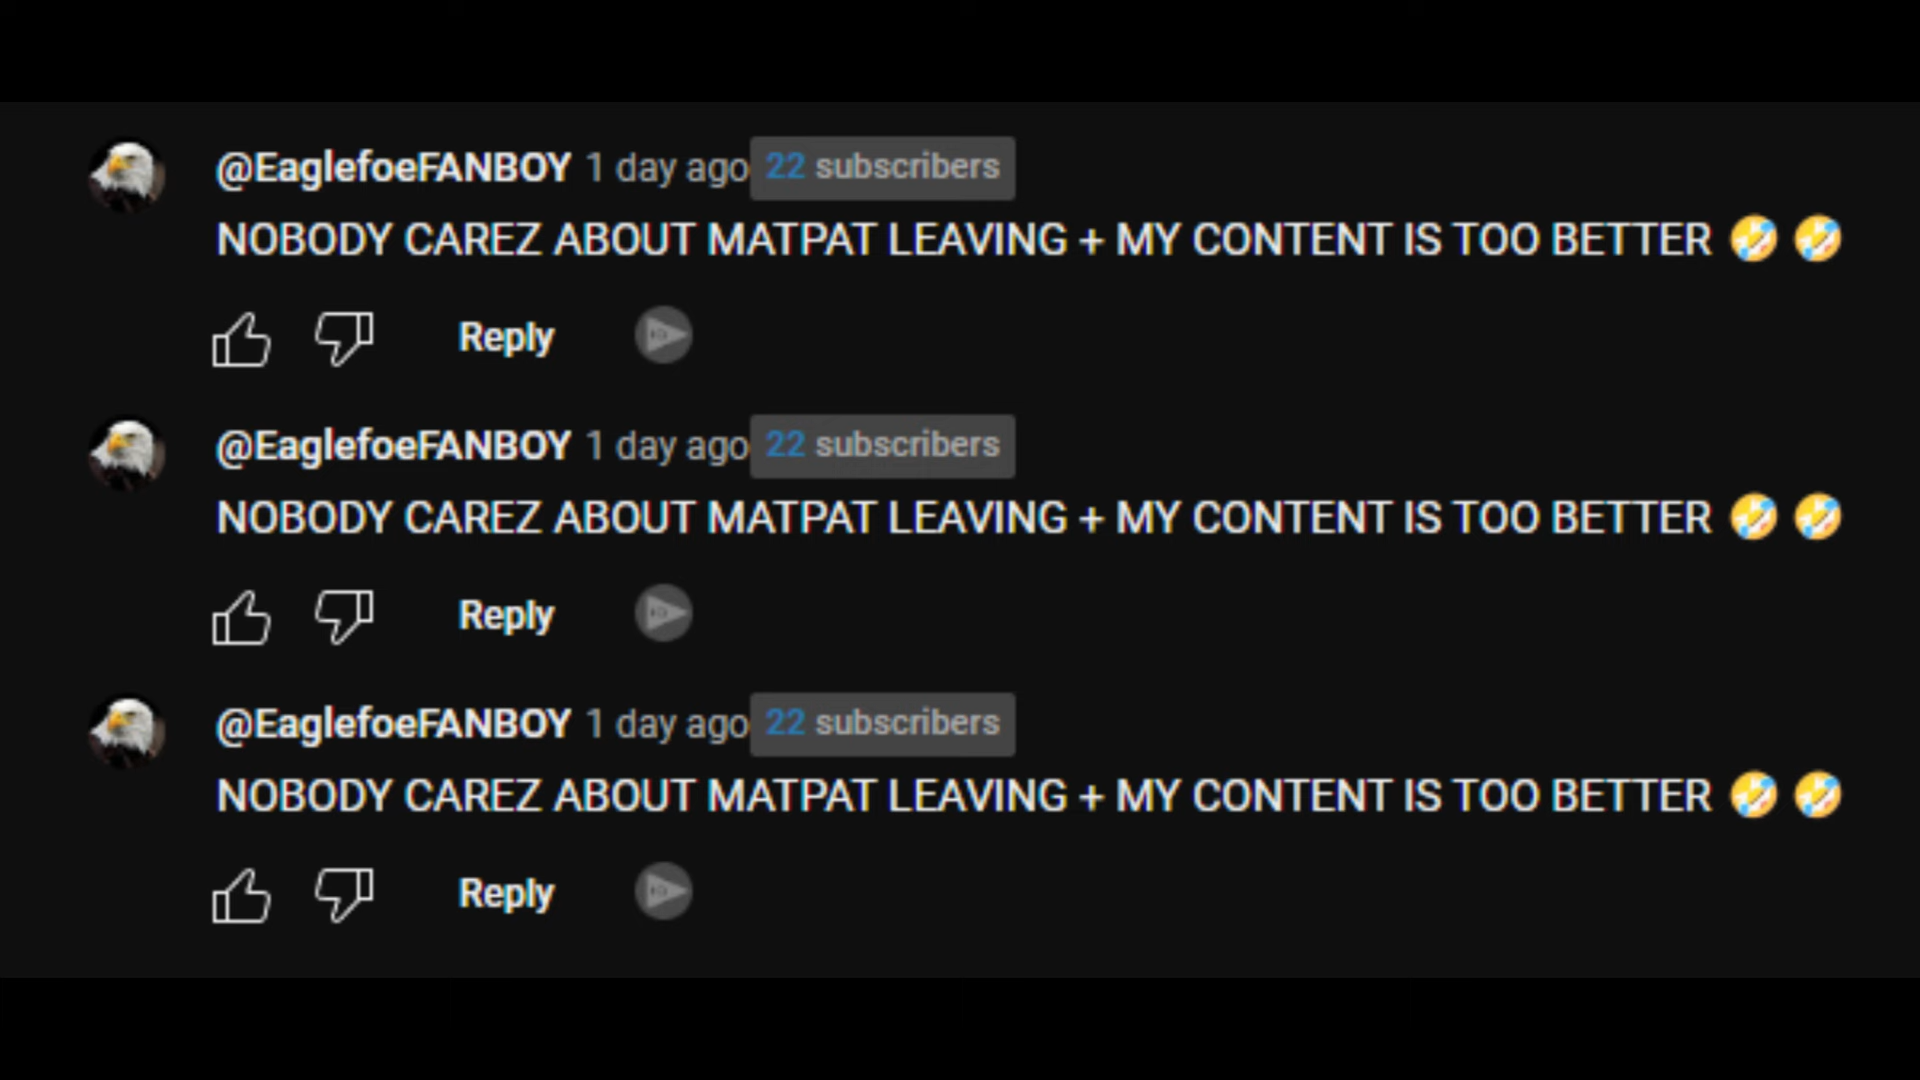 @EaglefoeFANBOY 1 day ago 22 subscribers
NOBODY CAREZ ABOUT MATPAT LEAVING + MY CONTENT IS TOO BETTER 🤣 🤣
Reply
@EaglefoeFANBOY 1 day ago 22 subscribers
NOBODY CAREZ ABOUT MATPAT LEAVING + MY CONTENT IS TOO BETTER 🤣 🤣
Reply
@EaglefoeFANBOY 1 day ago 22 subscribers
NOBODY CAREZ ABOUT MATPAT LEAVING + MY CONTENT IS TOO BETTER 🤣 🤣
Reply